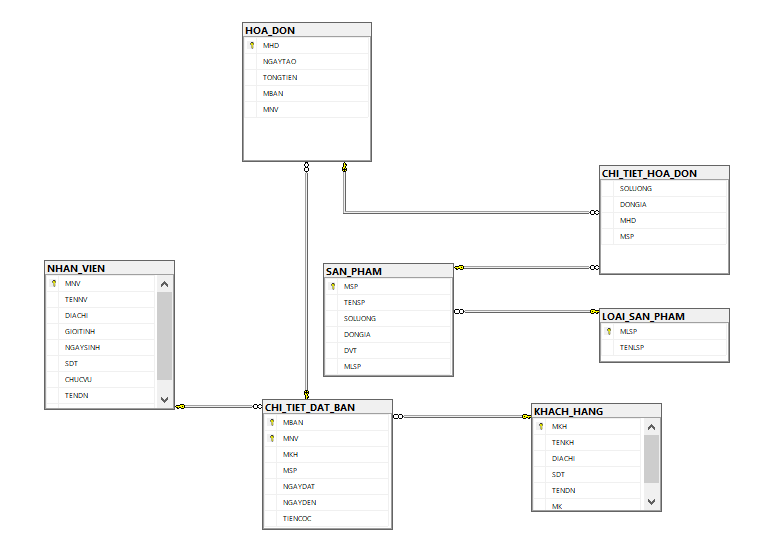 HOA_DON
MHD
NGAYTAO
TONGTIEN
MBAN
MNV
CHI_TIET_HOA_DON
SOLUONG
DONGIA
MHD
MSP
NHAN_VIEN
MNV
TENNV
DIACHI
GIOITINH
NGAYSINH
SDT
CHUCVU
TENDN
SAN_PHAM
MSP
TENSP
SOLUONG
DONGIA
DVT
MLSP
LOAI_SAN_PHAM
MLSP
TENLSP
CHI_TIET_DAT_BAN
MBAN
MNV
MKH
MSP
NGAYDAT
NGAYDEN
TIENCOC
KHACH_HANG
MKH
TENKH
DIACHI
SDT
TENDN
MK